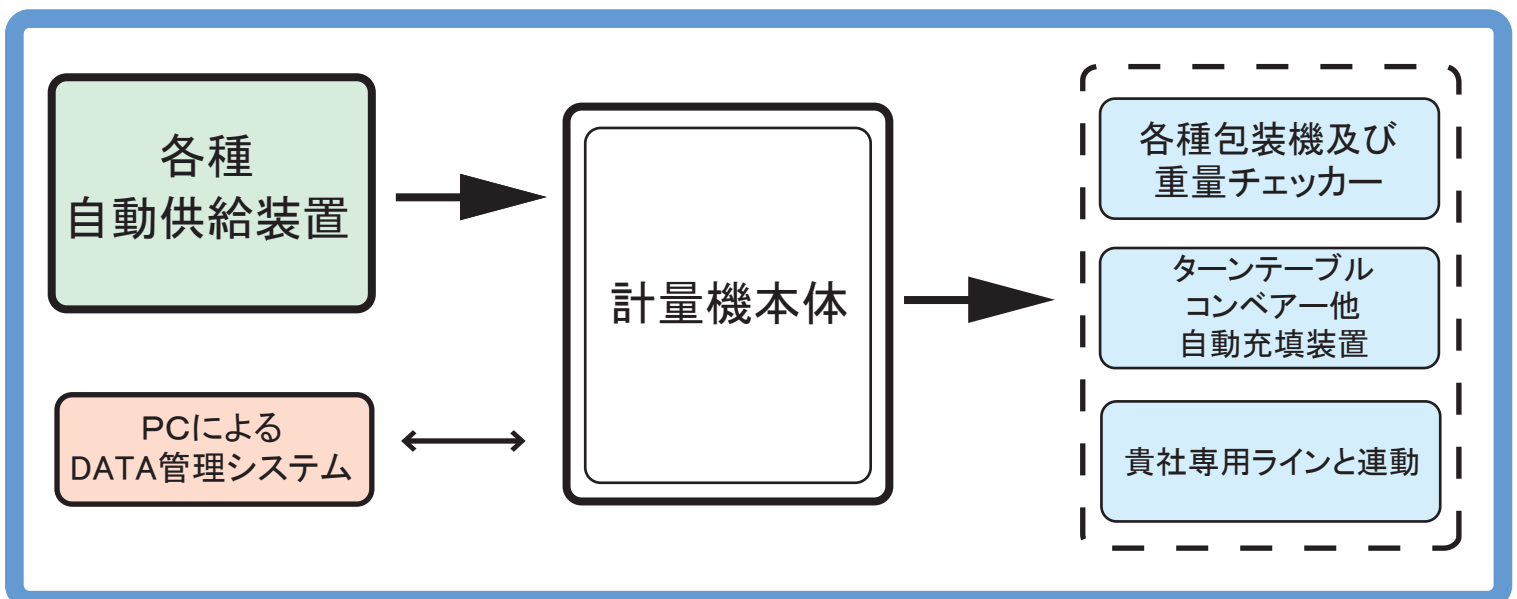 各種
自動供給装置
PCによる
DATA管理システム
計量機本体
各種包装機及び
重量チェッカー
ターンテーブル
コンベアー他
自動充填装置
貴社専用ラインと連動